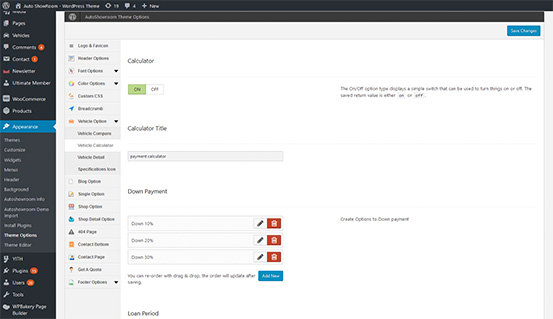 Auto ShowRoom - WordPress Theme 19 4 New
Media
Pages
Vehicles
Comments 4
Contact 1
Newsletter
Ultimate Member
WooCommerce
Products
Appearance
Themes
Customize
Widgets
Menus
Header
Background
Autoshowroom Info
Autoshowroom Demo
Import
Install Plugins
Theme Options
Theme Editor
YITH
Plugins
Users
Tools
WPBakery Page
Builder
AutoShowroom Theme Options
Save Changes
Logo & Favicon
Header Options
Font Options
Color Options
Custom CSS
Breadcrumb
Vehicle Option
Vehicle Compare
Vehicle Calculator
Vehicle Detail
Specifications Icon
Blog Option
Single Option
Shop Option
Shop Detail Option
404 Page
Contact Bottom
Contact Page
Get A Quote
Footer Options
Calculator
ON Off
The On/Off option type displays a simple switch that can be used to turn things on or off. The
saved return value is either on or off.
Calculator Title
payment calculator
Down Payment
Down 10%
Down 20%
Down 30%
You can re-order with drag & drop, the order will update after
saving.
Add New
Create Options to Down payment
Loan Period